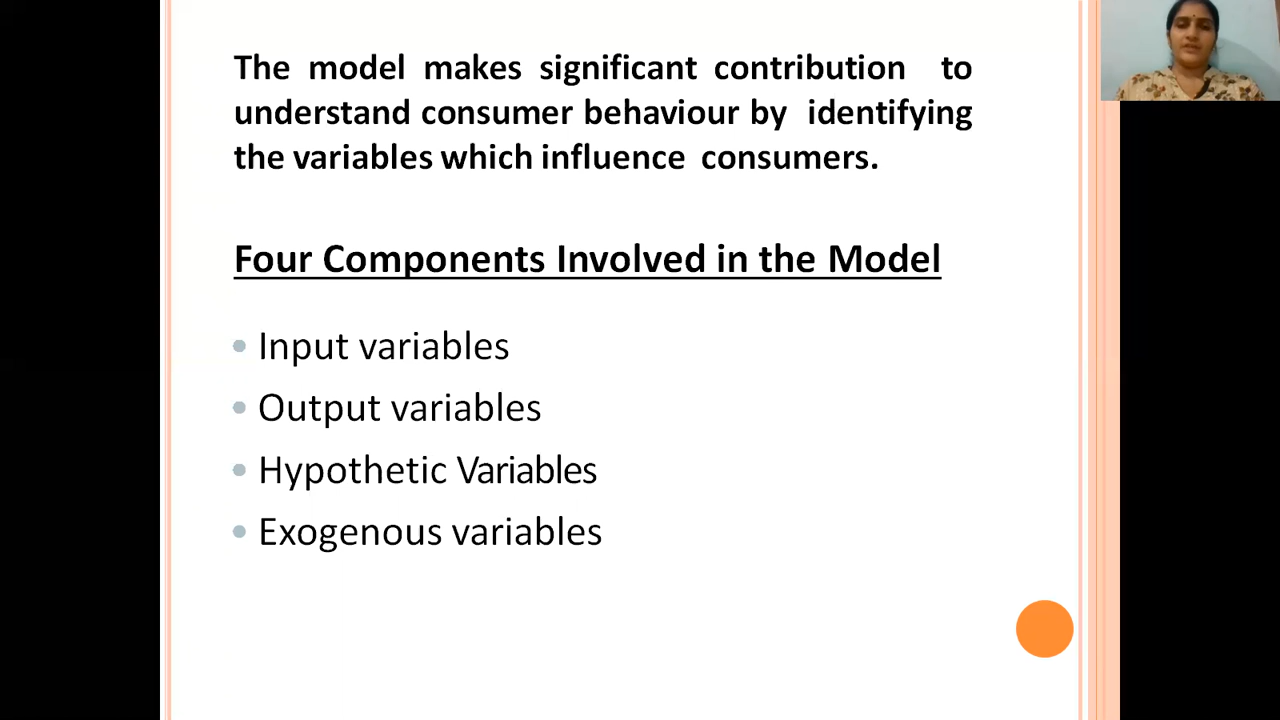 The model makes significant contribution to
understand consumer behaviour by identifying
the variables which influence consumers.
Four Components Involved in the Model
Input variables
Output variables
Hypothetic Variables
Exogenous variables